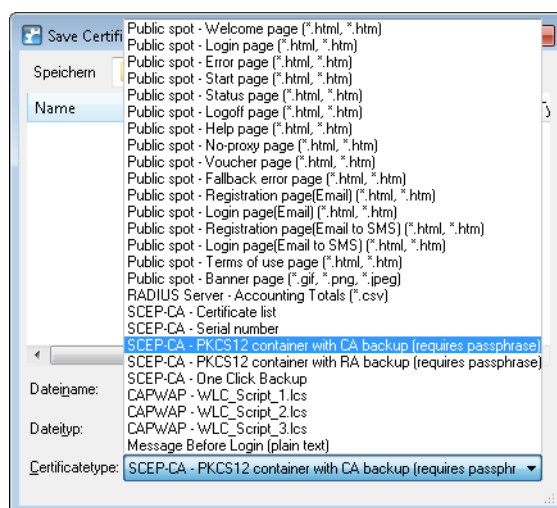 Save Certifi
Speichern
Name
Public spot - Welcome page (*.html, *.htm)
Public spot - Login page (*.html, *.htm)
Public spot - Error page (*.html, *.htm)
Public spot - Start page (*.html, *.htm)
Public spot - Status page (*.html, *.htm)
Public spot - Logoff page (*.html, *.htm)
Public spot - Help page (*.html, *.htm)
Public spot - No-proxy page (*.html, *.htm)
Public spot - Voucher page (*.html, *.htm)
Public spot - Fallback error page (*.html, *.htm)
Public spot - Registration page(Email) (*.html, *.htm)
Public spot - Login page(Email) (*.html, *.htm)
Public spot - Registration page(Email to SMS) (*.html, *.htm)
Public spot - Login page(Email to SMS) (*.html, *.htm)
Public spot - Terms of use page (*.html, *.htm)
Public spot - Banner page (*.gif, *.png, *.jpeg)
RADIUS Server - Accounting Totals (*.csv)
SCEP-CA - Certificate list
SCEP-CA - Serial number
SCEP-CA - PKCS12 container with CA backup (requires passphrase)
SCEP-CA - PKCS12 container with RA backup (requires passphrase)
SCEP-CA - One Click Backup
CAPWAP - WLC_Script_1.lcs
CAPWAP - WLC_Script_2.lcs
CAPWAP - WLC_Script_3.lcs
Message Before Login (plain text)
Dateiname:
Dateityp:
Certificatetype: SCEP-CA - PKCS12 container with CA backup (requires passphr